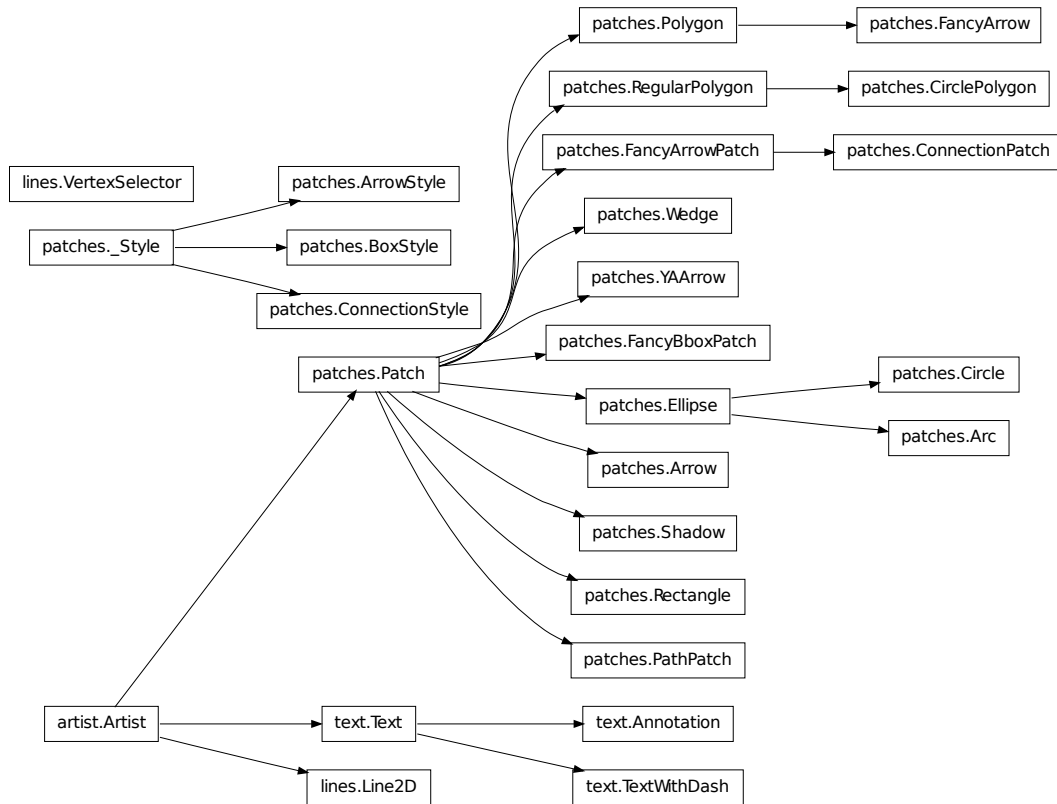 patches.Polygon
patches.FancyArrow
patches.RegularPolygon
patches.CirclePolygon
patches.FancyArrowPatch
patches.ConnectionPatch
lines.VertexSelector
patches.ArrowStyle
patches.Wedge
patches._Style
patches.BoxStyle
patches.YAArrow
patches.ConnectionStyle
patches.FancyBboxPatch
patches.Patch
patches.Circle
patches.Ellipse
patches.Arc
patches.Arrow
patches.Shadow
patches.Rectangle
patches.PathPatch
artist.Artist
text.Text
text.Annotation
lines.Line2D
text.TextWithDash